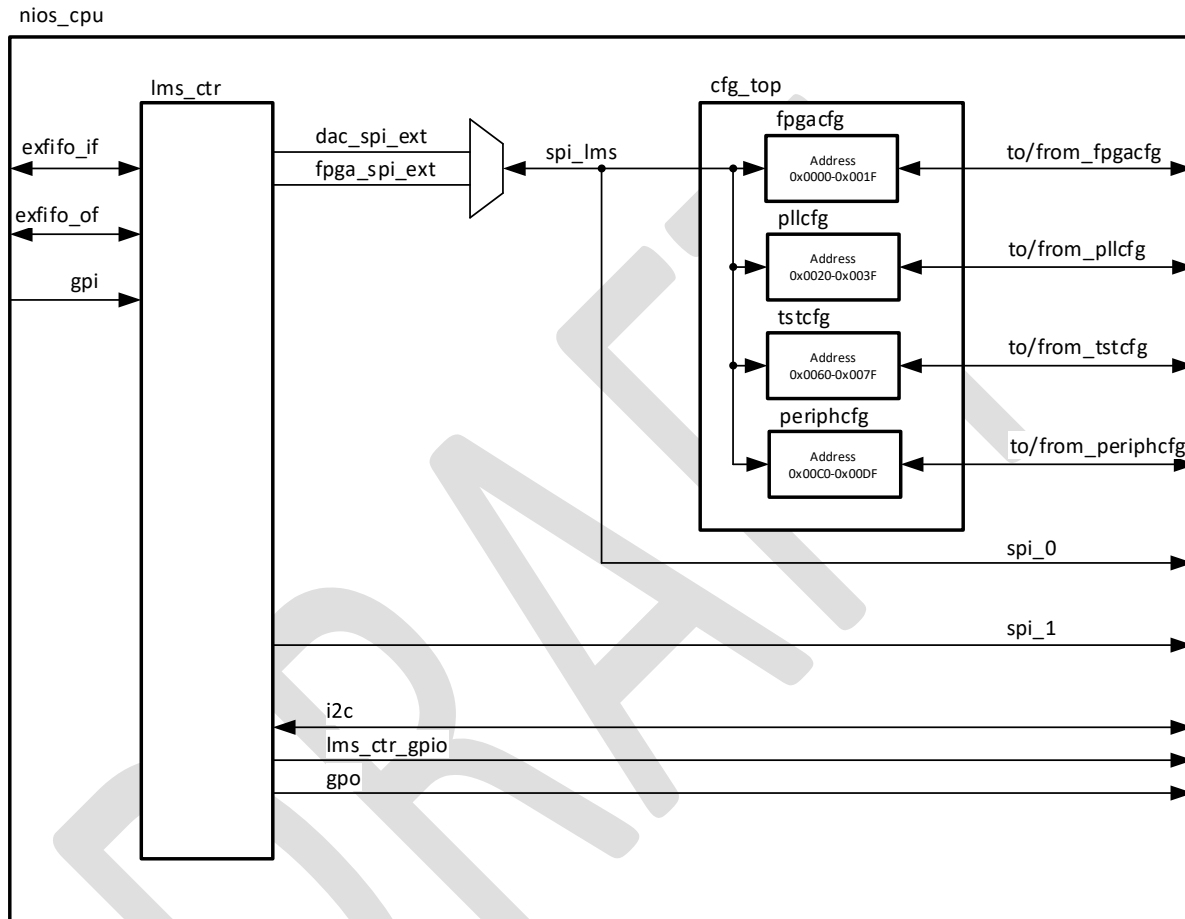 nios_cpu
lms_ctr
cfg_top
exfifo_if
exfifo_of
gpi
dac_spi_ext
fpga_spi_ext
spi_lms
fpgacfg
Address
0x0000-0x001F
to/from_fpgacfg
pllcfg
Address
0x0020-0x003F
to/from_pllcfg
tstcfg
Address
0x0060-0x007F
to/from_tstcfg
periphcfg
Address
0x00C0-0x00DF
to/from_periphcfg
spi_0
spi_1
i2c
lms_ctr_gpio
gpo
DRAFT